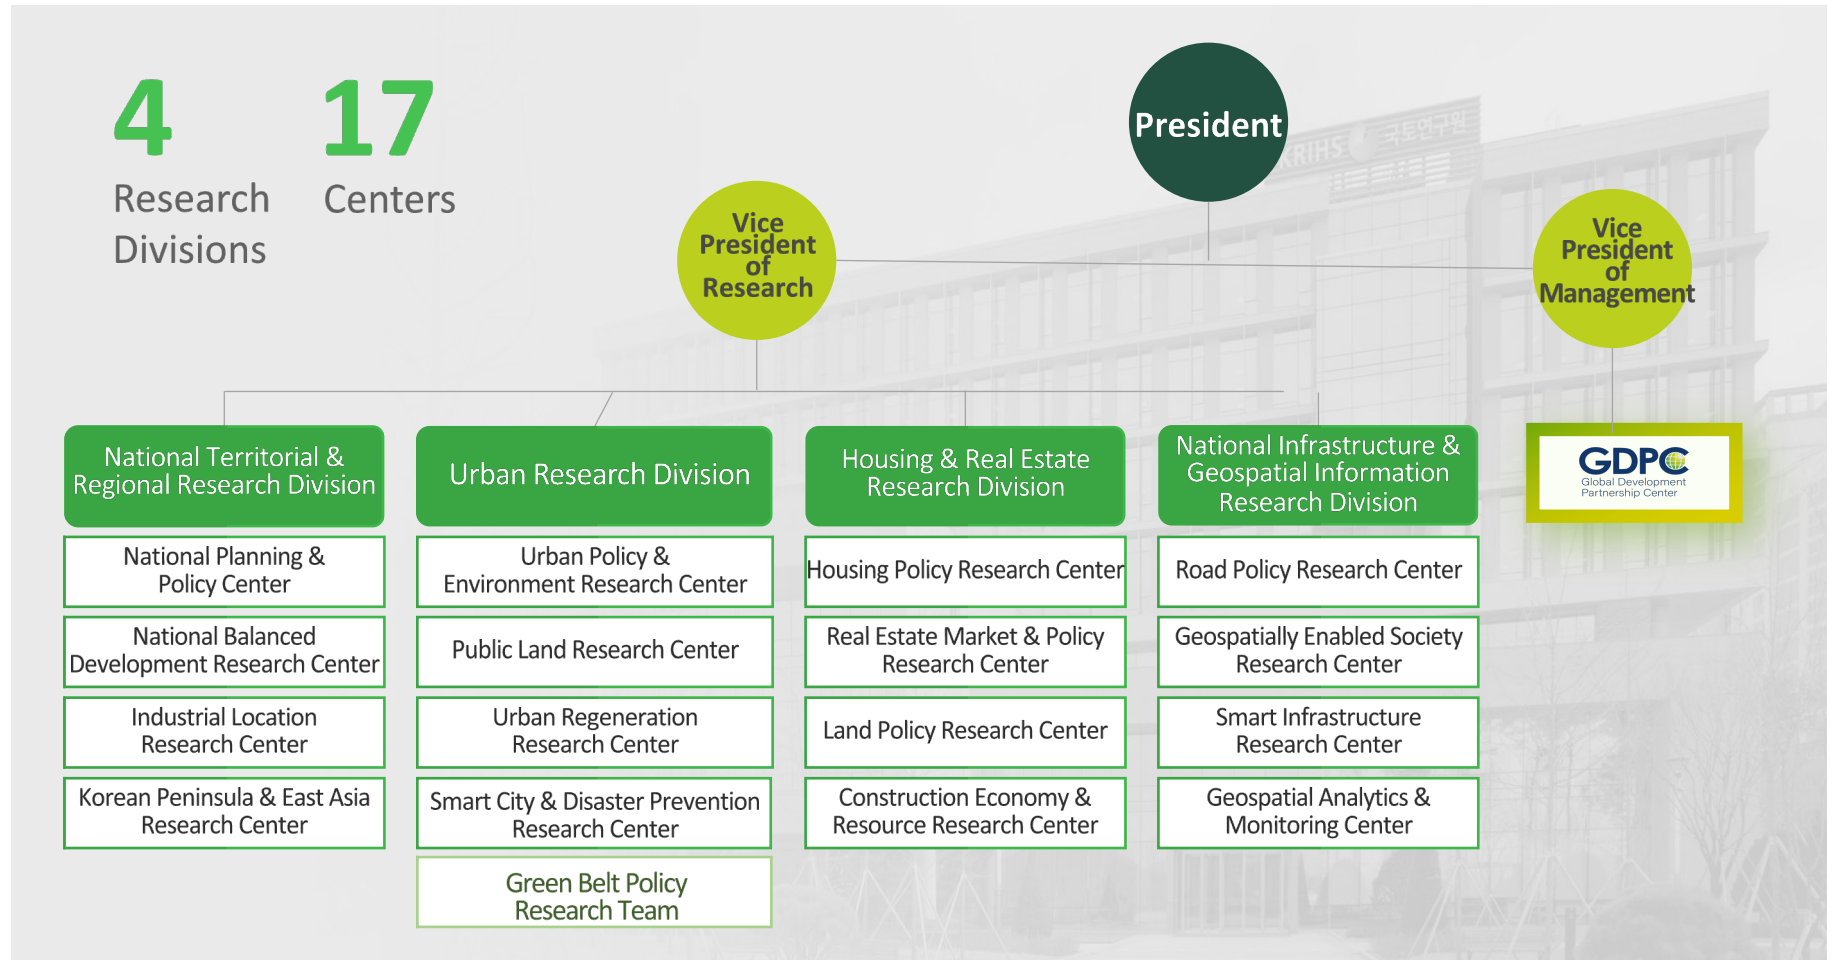 4
17
Research
Divisions
Centers
President
KRIHS 국토연구원
Vice
President
of
Research
Vice
President
of
Management
National Territorial &
Regional Research Division
Urban Research Division
Housing & Real Estate
Research Division
National Infrastructure &
Geospatial Information
Research Division
GDPC
Global Development
Partnership Center
National Planning &
Policy Center
Urban Policy &
Environment Research Center
Housing Policy Research Center
Road Policy Research Center
National Balanced
Development Research Center
Public Land Research Center
Real Estate Market & Policy
Research Center
Geospatially Enabled Society
Research Center
Industrial Location
Research Center
Urban Regeneration
Research Center
Land Policy Research Center
Smart Infrastructure
Research Center
Korean Peninsula & East Asia
Research Center
Smart City & Disaster Prevention
Research Center
Construction Economy &
Resource Research Center
Geospatial Analytics &
Monitoring Center
Green Belt Policy
Research Team